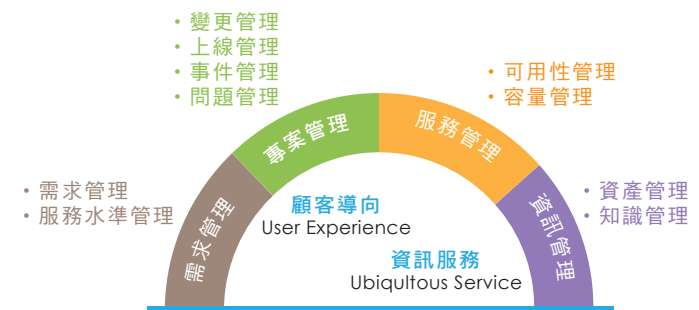 • 變更管理
• 上線管理
• 事件管理
• 問題管理
• 可用性管理
• 容量管理
專案管理
服務管理
• 需求管理
• 服務水準管理
需求管理
顧客導向
User Experience
資訊服務
UbiquItous Service
資訊管理
• 資產管理
• 知識管理